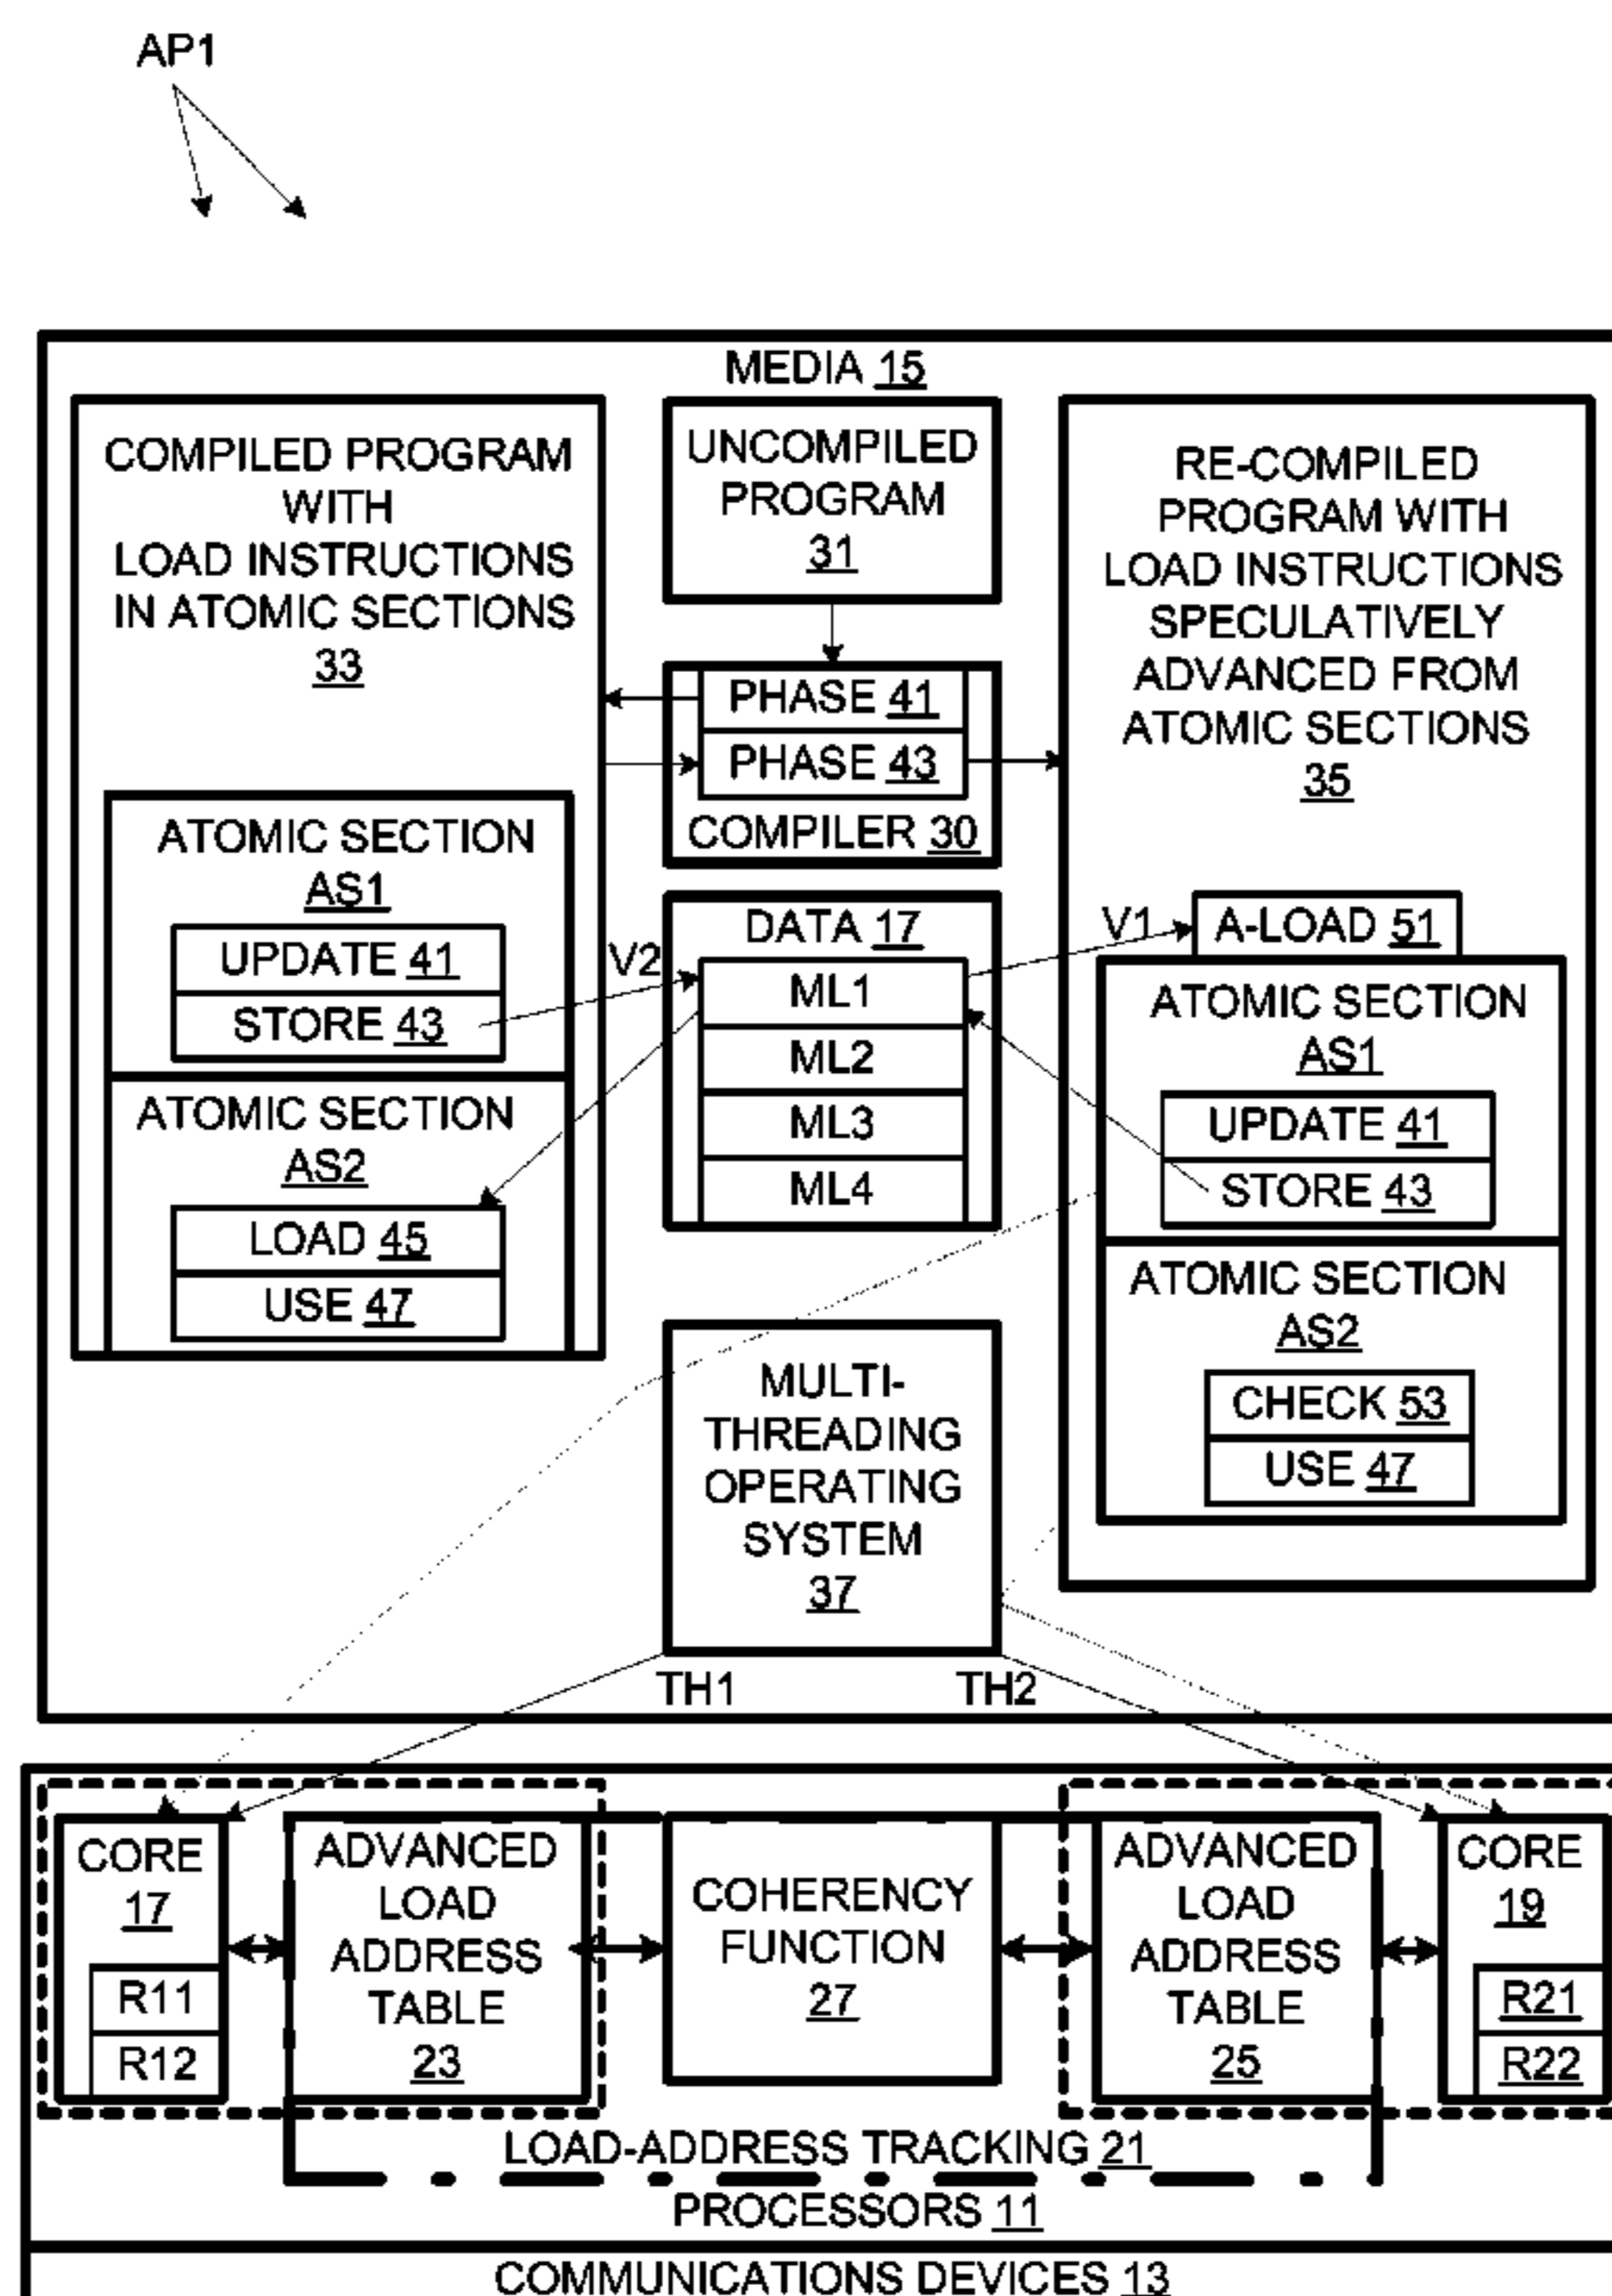 AP1
MEDIA 15
COMPILED PROGRAM
WITH
LOAD INSTRUCTIONS
IN ATOMIC SECTIONS
33
ATOMIC SECTION
AS1
UPDATE 41
STORE 43
ATOMIC SECTION
AS2
LOAD 45
USE 47
UNCOMPILED
PROGRAM
31
PHASE 41
PHASE 43
COMPILER 30
V2
DATA 17
ML1
ML2
ML3
ML4
V1
MULTI-
THREADING
OPERATING
SYSTEM
37
TH1
TH2
RE-COMPILED
PROGRAM WITH
LOAD INSTRUCTIONS
SPECULATIVELY
ADVANCED FROM
ATOMIC SECTIONS
35
A-LOAD 51
ATOMIC SECTION
AS1
UPDATE 41
STORE 43
ATOMIC SECTION
AS2
CHECK 53
USE 47
CORE
17
R11
R12
ADVANCED
LOAD
ADDRESS
TABLE
23
COHERENCY
FUNCTION
27
ADVANCED
LOAD
ADDRESS
TABLE
25
CORE
19
R21
R22
LOAD-ADDRESS TRACKING 21
PROCESSORS 11
COMMUNICATIONS DEVICES 13